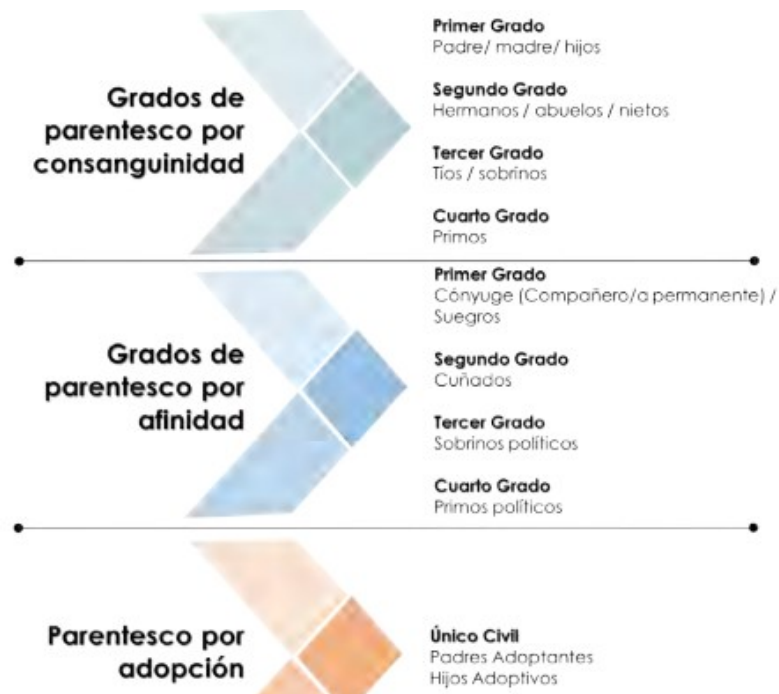 Grados de
parentesco por
consanguinidad
Primer Grado
Padre/ madre/ hijos
Segundo Grado
Hermanos / abuelos / nietos
Tercer Grado
Tíos / sobrinos
Cuarto Grado
Primos
Grados de
parentesco por
afinidad
Primer Grado
Cónyuge (Compañero/a permanente) /
Suegros
Segundo Grado
Cuñados
Tercer Grado
Sobrinos políticos
Cuarto Grado
Primos políticos
Parentesco por
adopción
Único Civil
Padres Adoptantes
Hijos Adoptivos